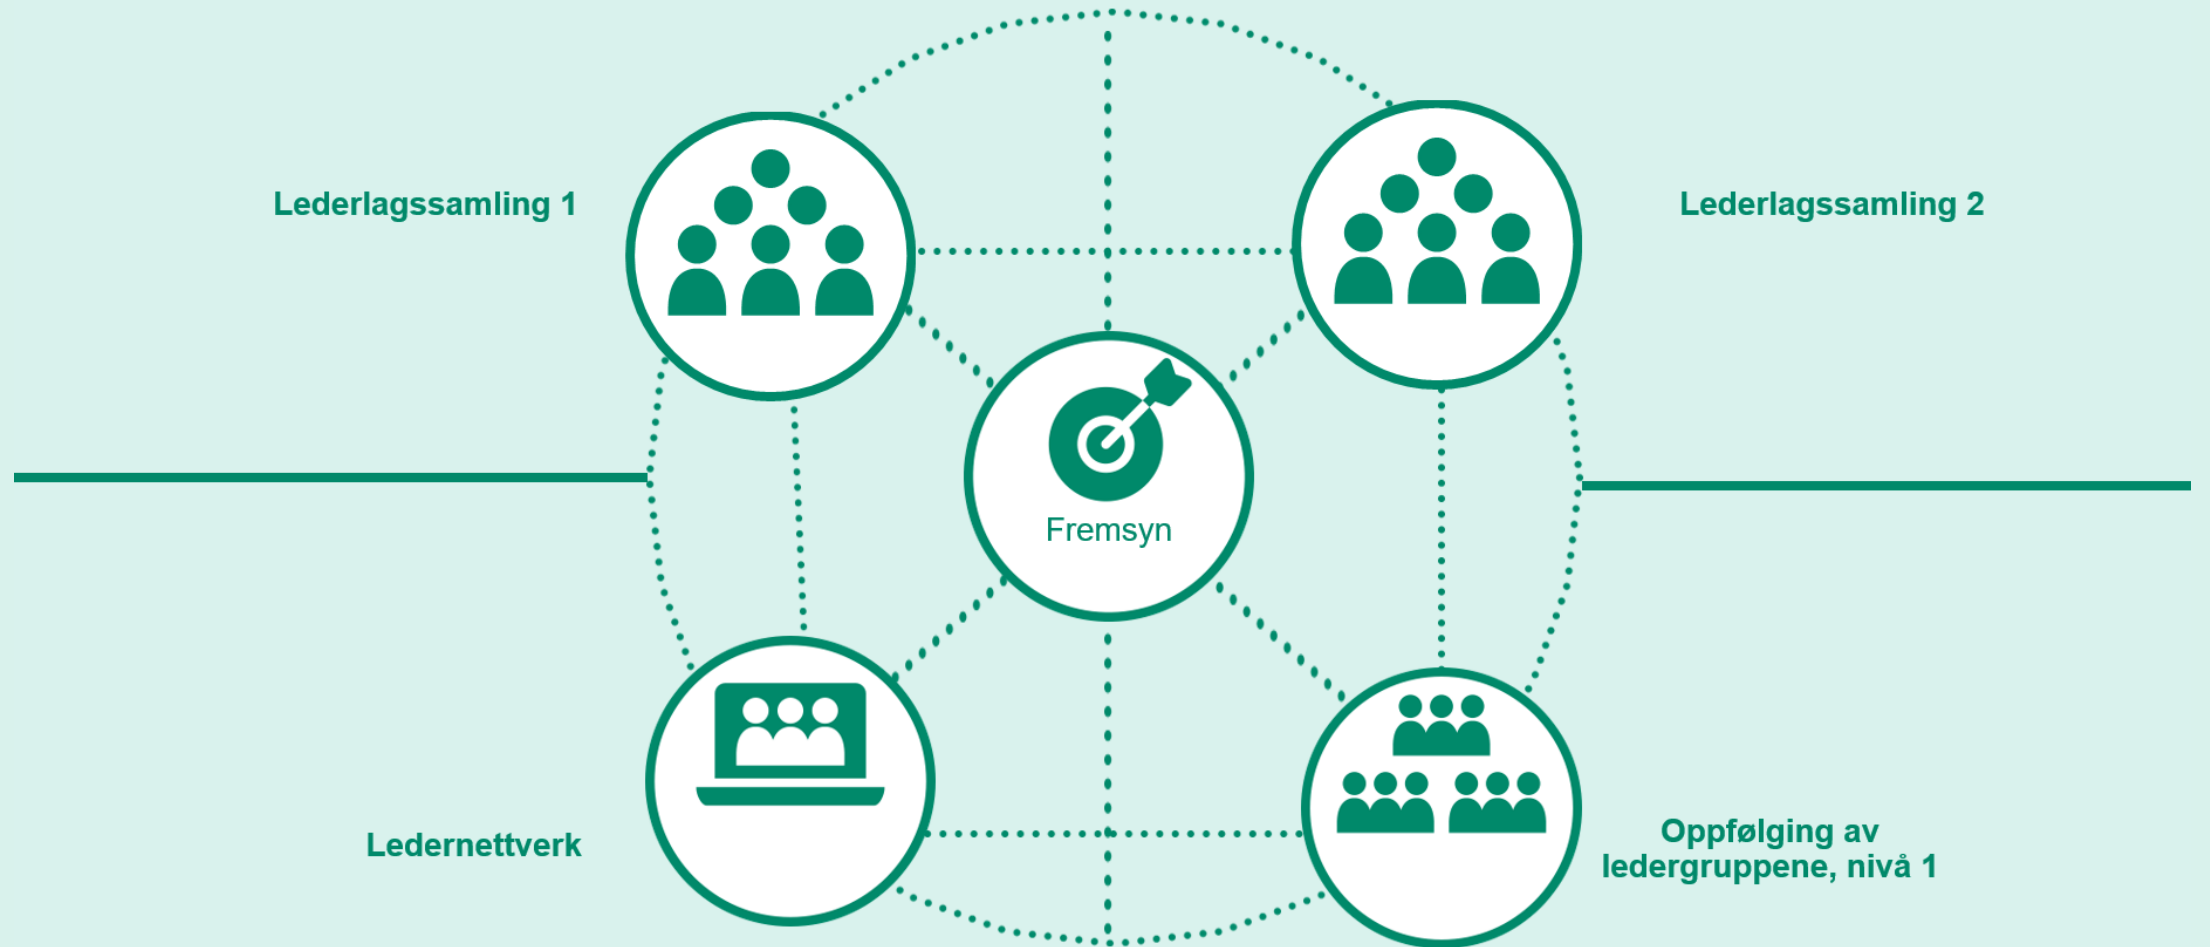 Lederlagssamling 1
Lederlagssamling 2
Fremsyn
Ledernettverk
Oppfølging av
ledergruppene, nivå 1